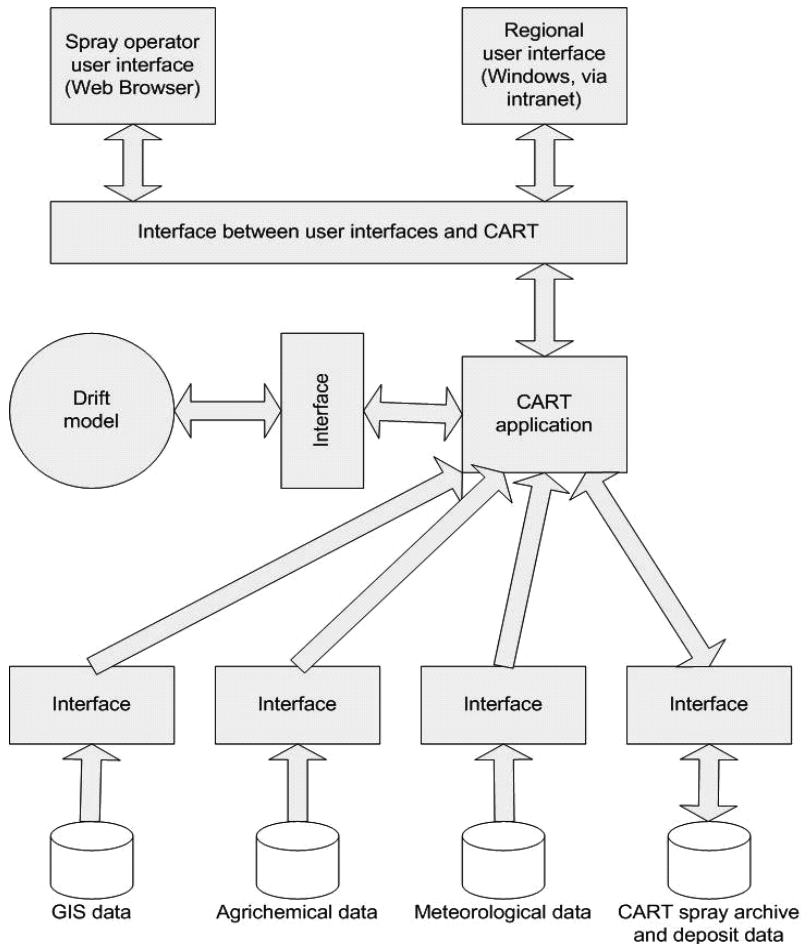 Spray operator
user interface
(Web Browser)
Regional
user interface
(Windows, via
intranet)
Interface between user interfaces and CART
Drift
model
Interface
CART
application
Interface
Interface
Interface
Interface
GIS data
Agrichemical data
Meteorological data
CART spray archive
and deposit data